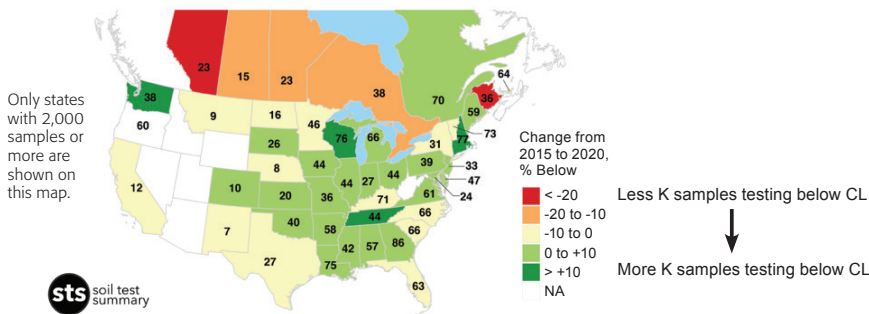 Only states
with 2,000
samples or
more are
shown on
this map.
23
15
23
38
70
64
36
59
38
60
9
16
46
76
66
31
73
77
26
8
44
44
27
44
39
33
47
24
12
10
20
36
71
61
7
40
58
44
66
66
27
75
42
57
86
63
Change from
2015 to 2020,
% Below
< -20
-20 to -10
-10 to 0
0 to +10
> +10
NA
Less K samples testing below CL
More K samples testing below CL
sts soil test
summary